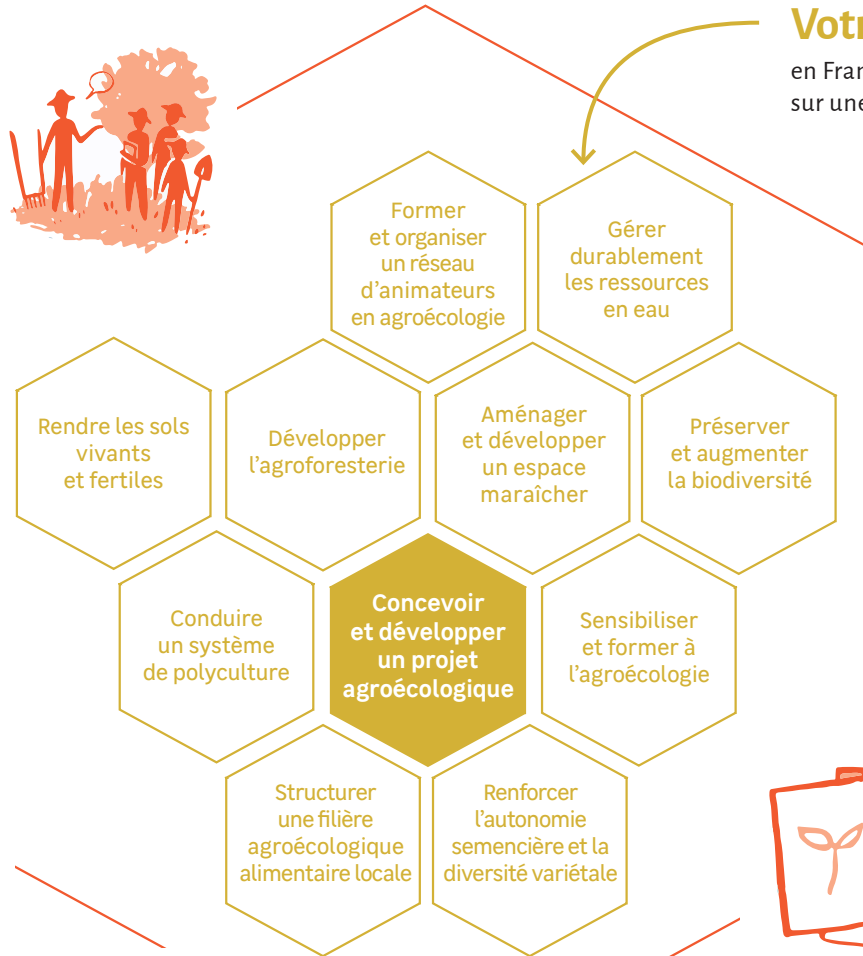 Votr
en Fran
sur une
Former
et organiser
un réseau
d'animateurs
en agroécologie
Gérer
durablement
les ressources
en eau
Rendre les sols
vivants
et fertiles
Développer
l'agroforesterie
Aménager
et développer
un espace
maraîcher
Préserver
et augmenter
la biodiversité
Conduire
un système
de polyculture
Concevoir
et développer
un projet
agroécologique
Sensibiliser
et former à
l'agroécologie
Structurer
une filière
agroécologique
alimentaire locale
Renforcer
l'autonomie
semencière et la
diversité variétale